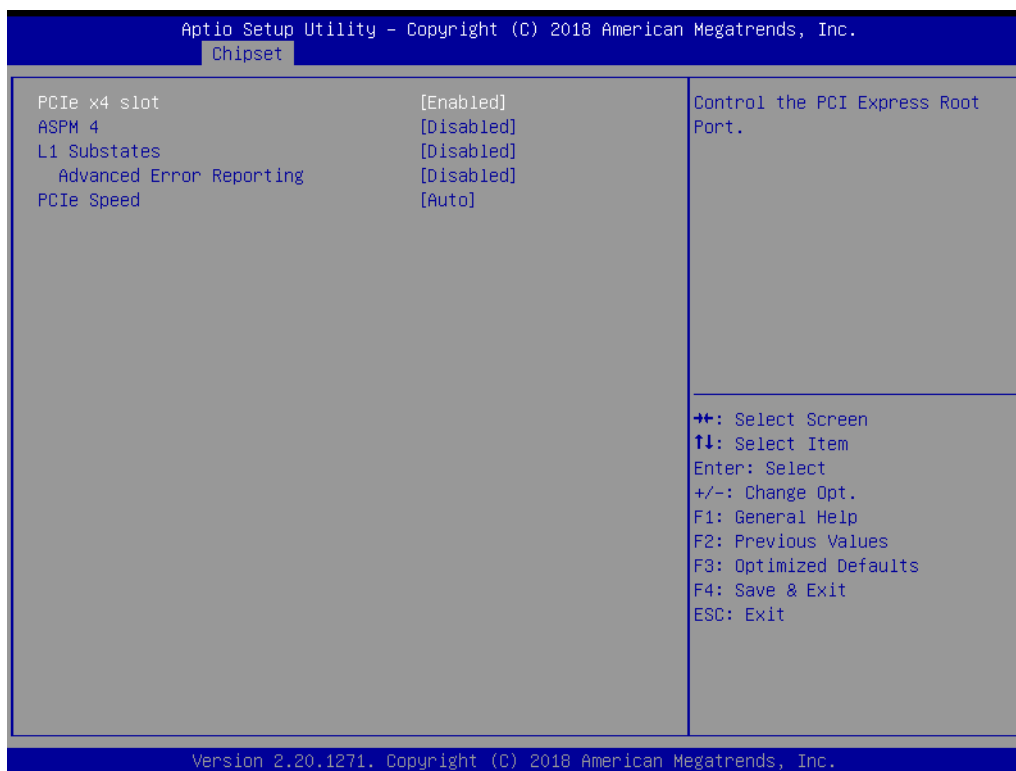 Aptio Setup Utility – Copyright (C) 2018 American Megatrends, Inc.
Chipset
PCIe x4 slot [Enabled]
ASPM 4 [Disabled]
L1 Substates [Disabled]
Advanced Error Reporting [Disabled]
PCIe Speed [Auto]
Control the PCI Express Root
Port.
→←: Select Screen
↑↓: Select Item
Enter: Select
+/-: Change Opt.
F1: General Help
F2: Previous Values
F3: Optimized Defaults
F4: Save & Exit
ESC: Exit
Version 2.20.1271. Copyright (C) 2018 American Megatrends, Inc.